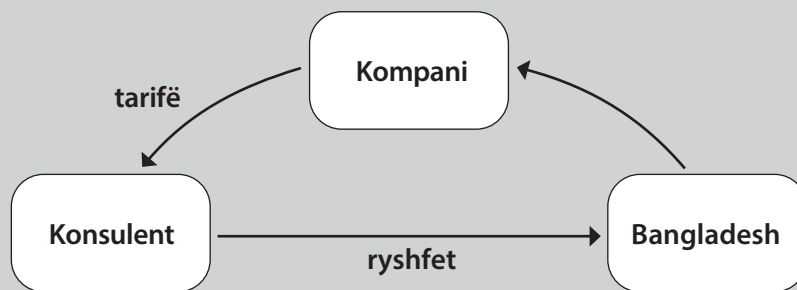 Kompani
tarifë
Konsulent
Bangladesh
ryshfet